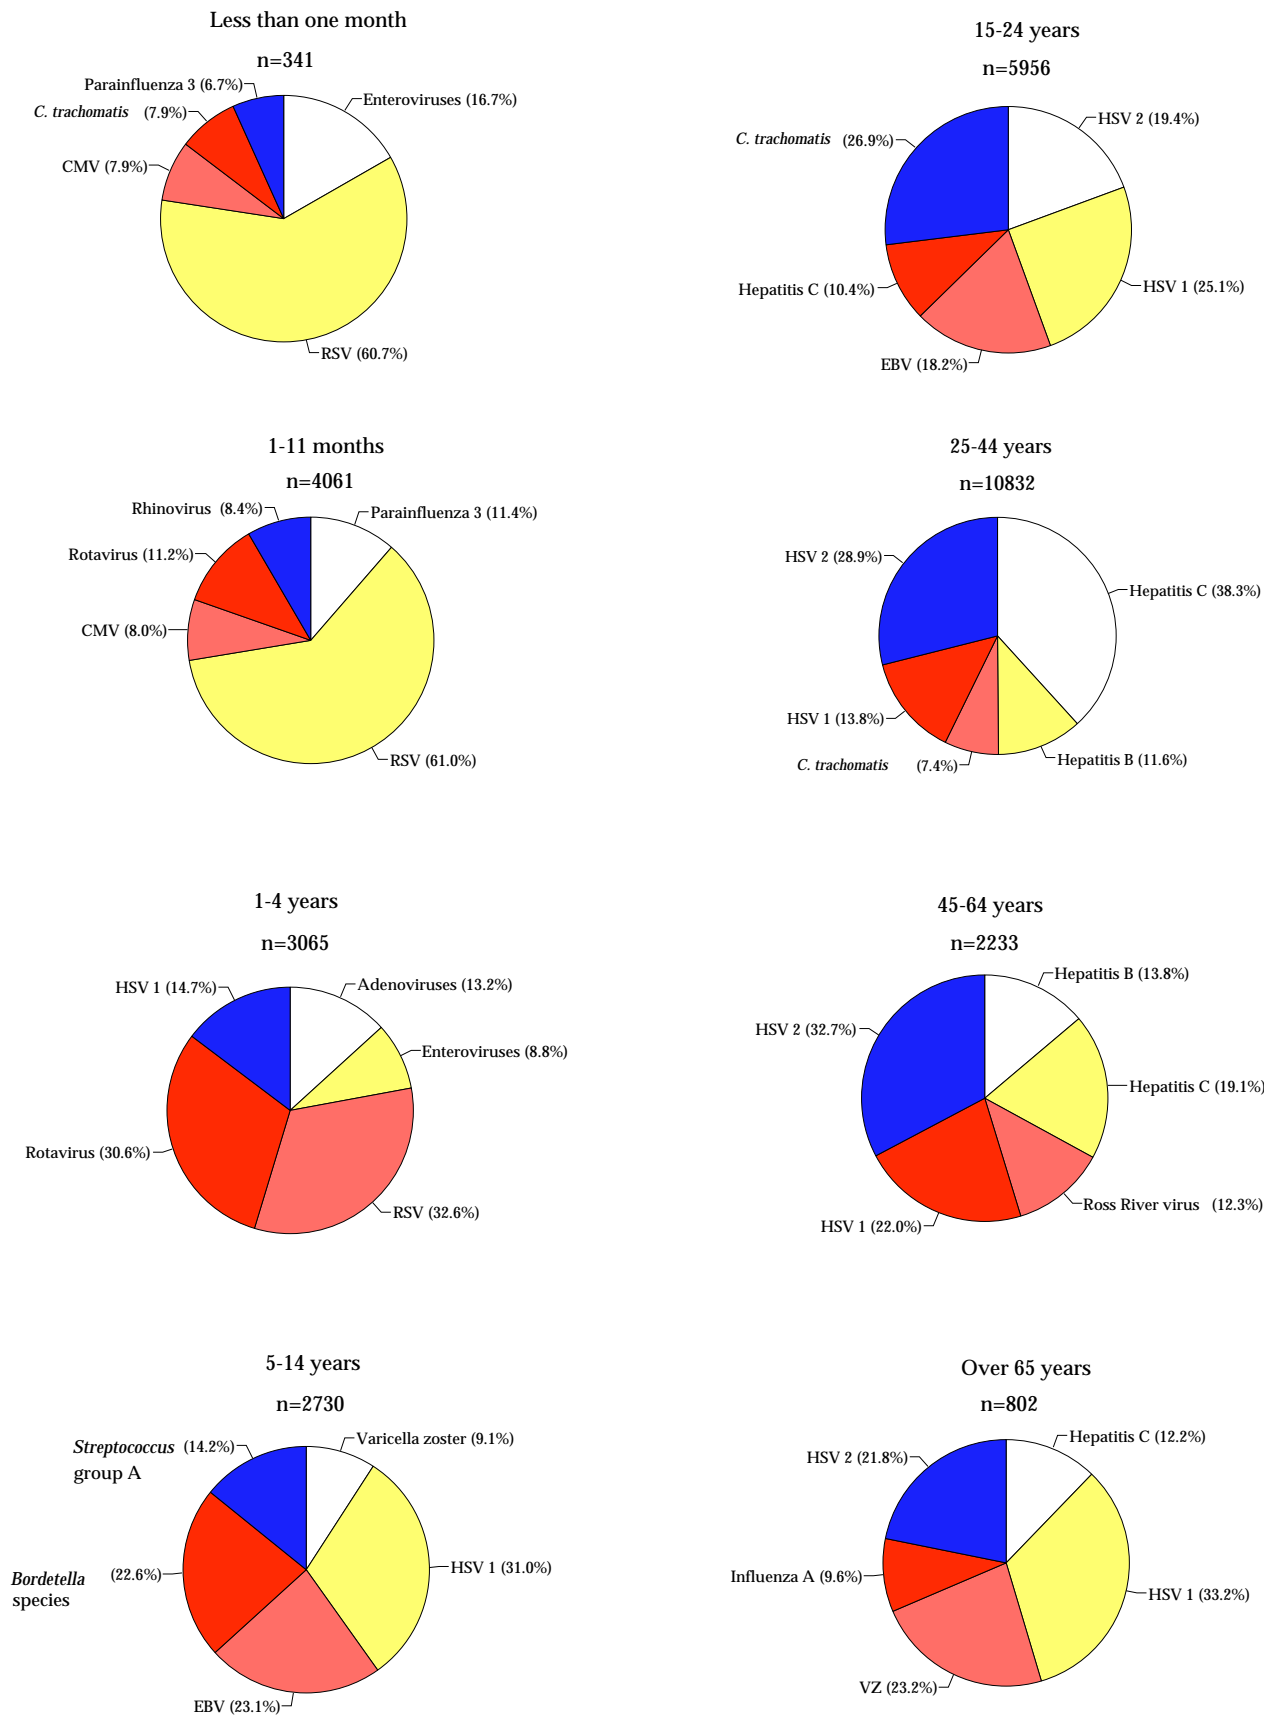 Less than one month
n=341
Parainfluenza 3 (6.7%)
Enteroviruses (16.7%)
C. trachomatis (7.9%)
CMV (7.9%)
RSV (60.7%)
15-24 years
n=5956
HSV 2 (19.4%)
C. trachomatis (26.9%)
HSV 1 (25.1%)
Hepatitis C (10.4%)
EBV (18.2%)
1-11 months
n=4061
Rhinovirus (8.4%)
Parainfluenza 3 (11.4%)
Rotavirus (11.2%)
CMV (8.0%)
RSV (61.0%)
25-44 years
n=10832
HSV 2 (28.9%)
Hepatitis C (38.3%)
HSV 1 (13.8%)
Hepatitis B (11.6%)
C. trachomatis (7.4%)
1-4 years
n=3065
HSV 1 (14.7%)
Adenoviruses (13.2%)
Enteroviruses (8.8%)
Rotavirus (30.6%)
RSV (32.6%)
45-64 years
n=2233
Hepatitis B (13.8%)
HSV 2 (32.7%)
Hepatitis C (19.1%)
Ross River virus (12.3%)
HSV 1 (22.0%)
5-14 years
n=2730
Varicella zoster (9.1%)
Streptococcus (14.2%)
group A
HSV 1 (31.0%)
Bordetella (22.6%)
species
EBV (23.1%)
Over 65 years
n=802
Hepatitis C (12.2%)
HSV 2 (21.8%)
Influenza A (9.6%)
HSV 1 (33.2%)
VZ (23.2%)